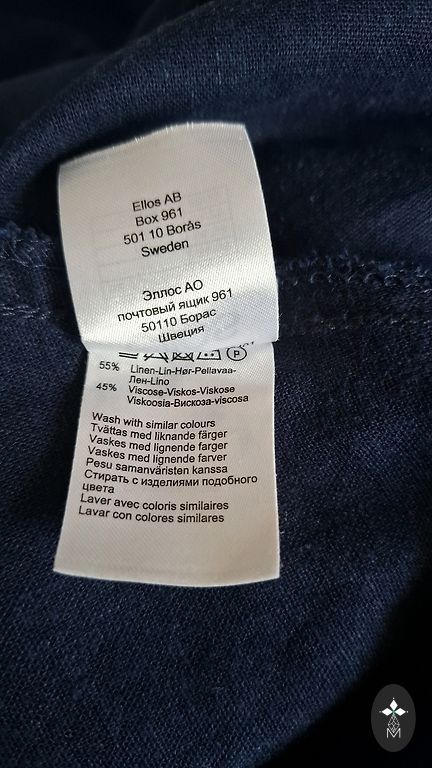 Ellos AB
Box 961
501 10 Borås
Sweden
Эллос АО
почтовый ящик 961
50110 Борас
Швеция
P
55% Linen-Lin-Hør-Pellavaa-
Лен-Lino
45% Viscose-Viskos-Viskose
Viskoosia-Вискоза-viscosa
Wash with similar colours
Tvättas med liknande färger
Vaskes med lignende farger
Vaskes med lignende farver
Pesu samanväristen kanssa
Стирать с изделиями подобного
цвета
Laver avec coloris similaires
Lavar con colores similares
M